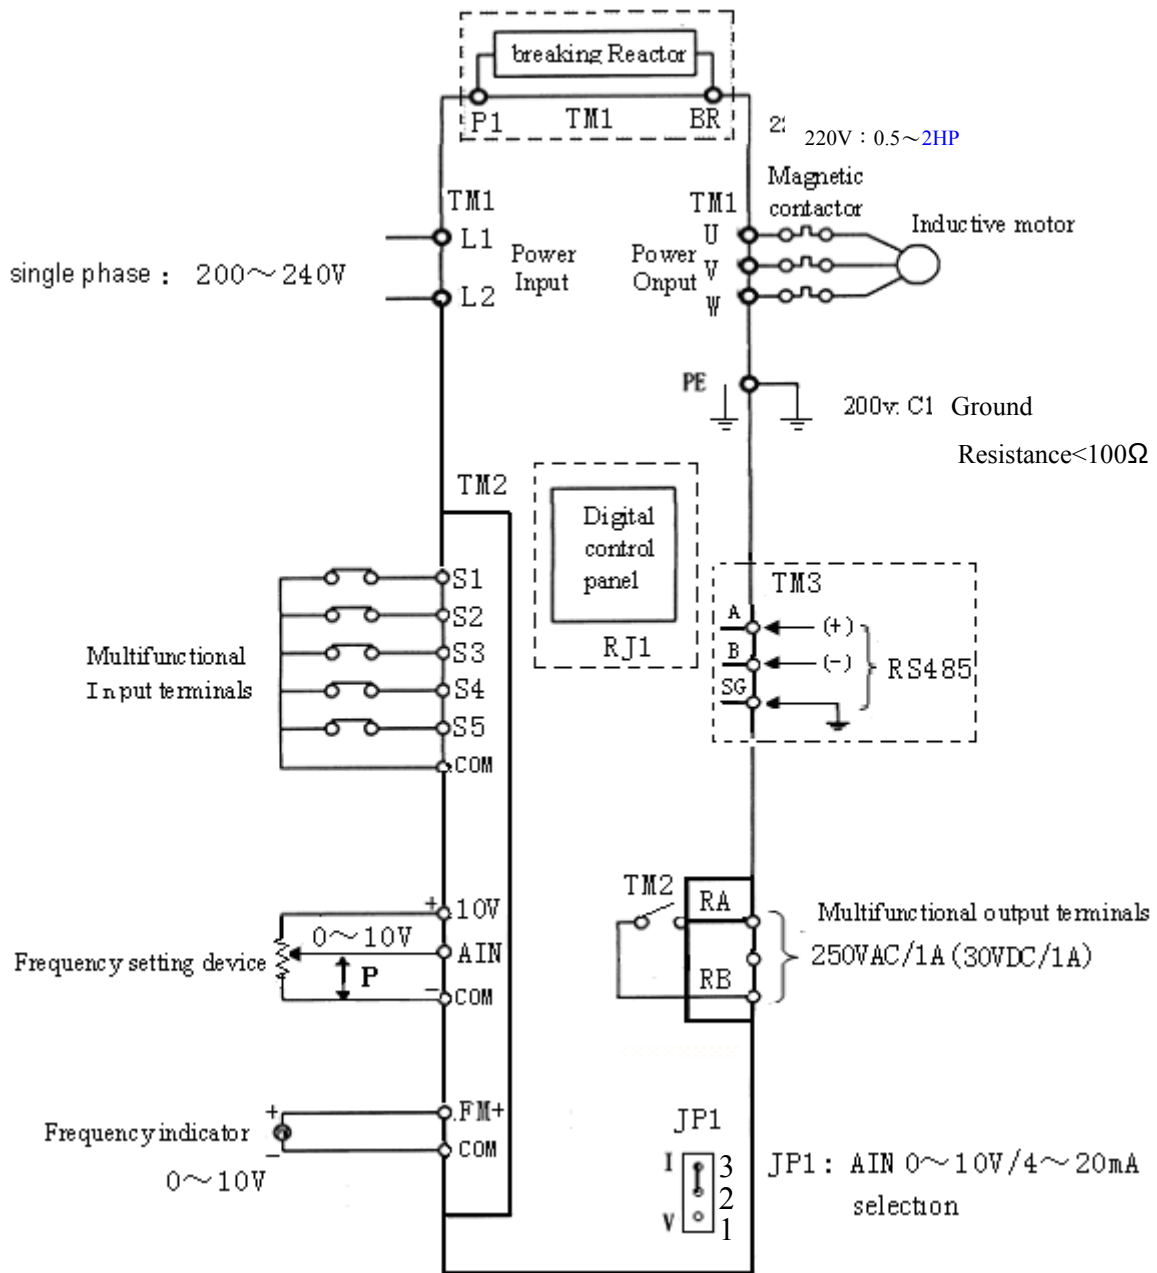 breaking Reactor
P1 TM1 BR
220V：0.5～2HP
Magnetic
contactor
TM1
TM1
L1
Power
Input
Power
Onput
U
V
W
Inductive motor
single phase： 200～240V
L2
PE
200v: C1 Ground
Resistance<100Ω
TM2
Digital
control
panel
RJ1
TM3
A (+)
B (-)
SG
RS485
S1
S2
S3
S4
S5
COM
Multifunctional
Input terminals
+ 10V
0～10V
AIN
P
- COM
Frequency setting device
TM2
RA
RB
Multifunctional output terminals
250VAC/1A (30VDC/1A)
+ FM+
- COM
Frequency indicator
0～10V
JP1
I 3
2
V 1
JP1: AIN 0～10V/4～20mA
selection